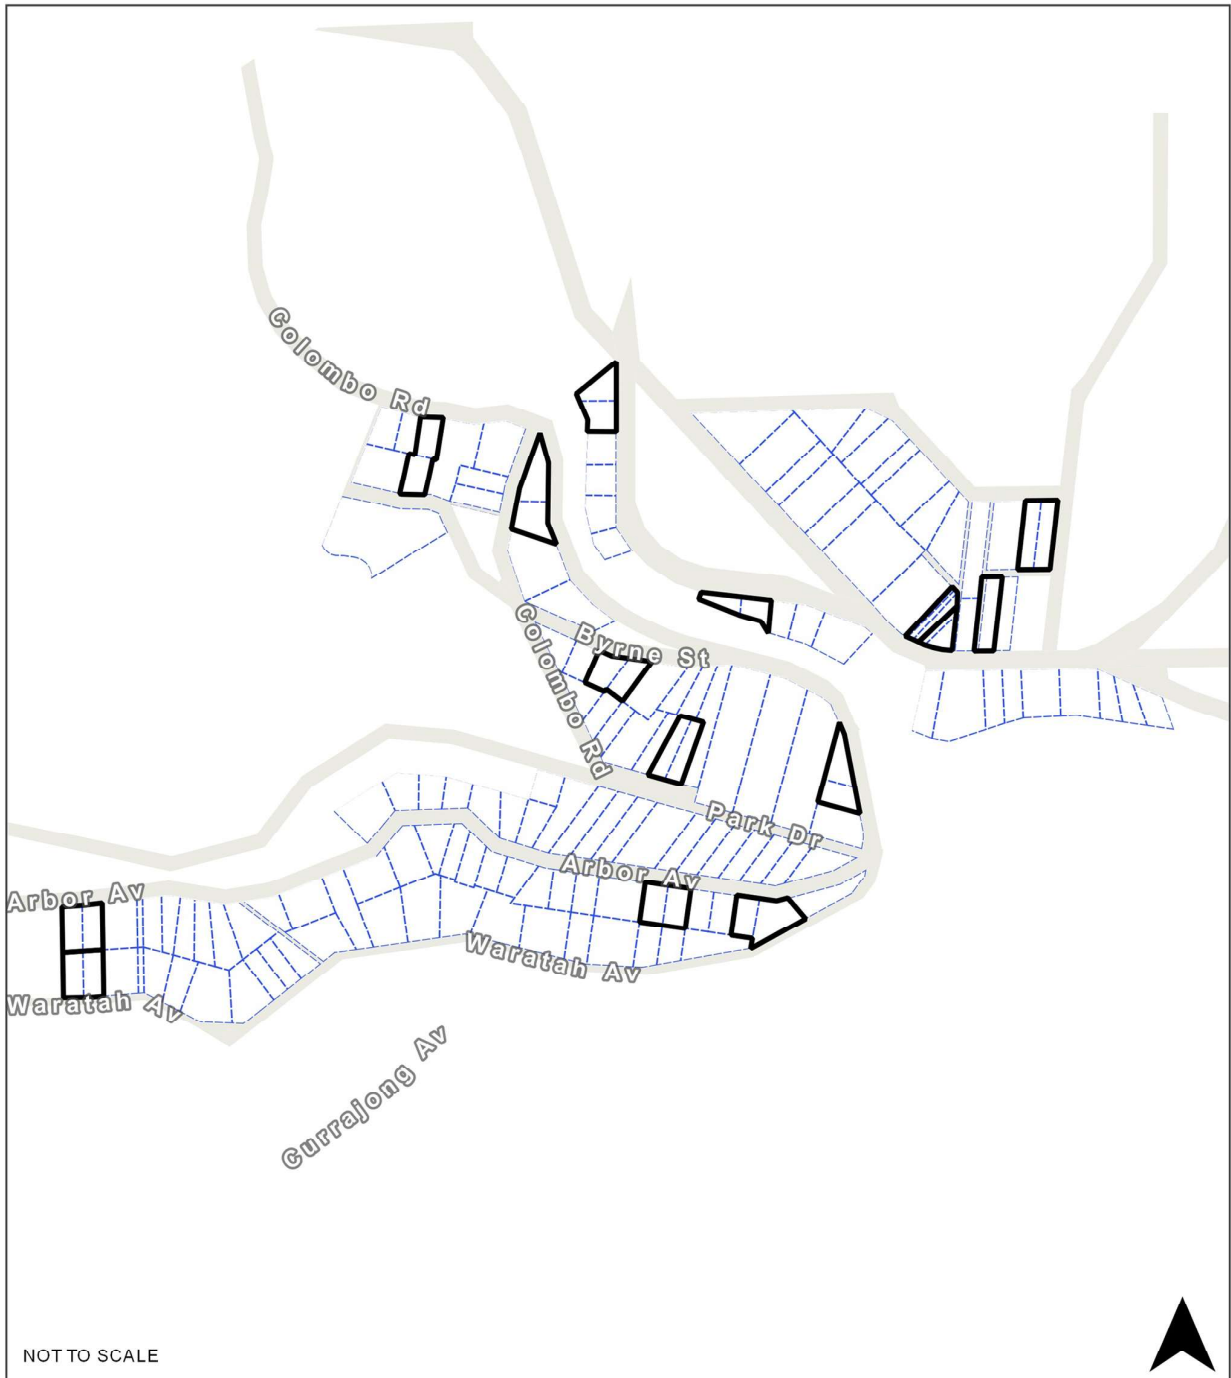 Colombo Rd
Colombo Rd
Byrne St
Park Dr
Arbor Av
Arbor Av
Waratah Av
Waratah Av
Currajong Av
NOT TO SCALE